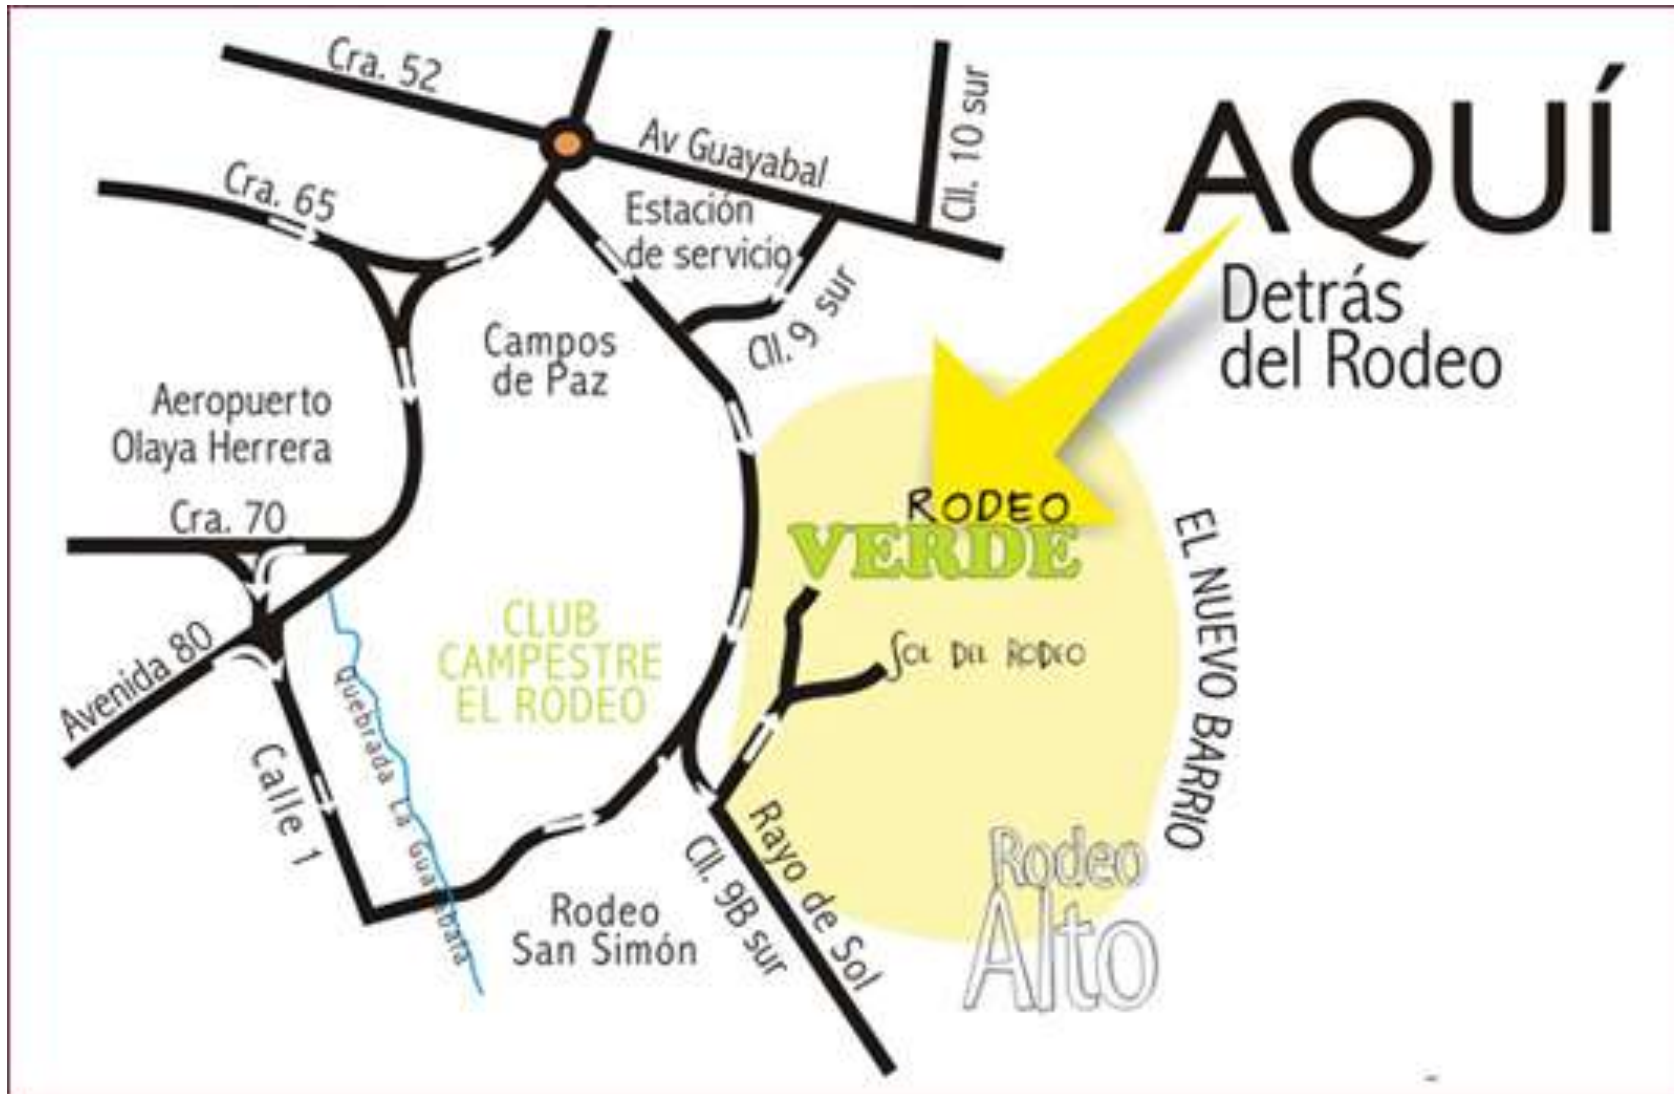 Cra. 52
Av Guayabal
Cll. 10 sur
AQUÍ
Detrás
del Rodeo
Cra. 65
Estación
de servicio
Cll. 9 sur
Campos
de Paz
Aeropuerto
Olaya Herrera
Cra. 70
RODEO
VERDE
EL NUEVO BARRIO
CLUB
CAMPESTRE
EL RODEO
SOL DEL RODEO
Avenida 80
Quebrada La Guayabala
Calle 1
Rayo de Sol
Cll. 9B sur
Rodeo
Alto
Rodeo
San Simón